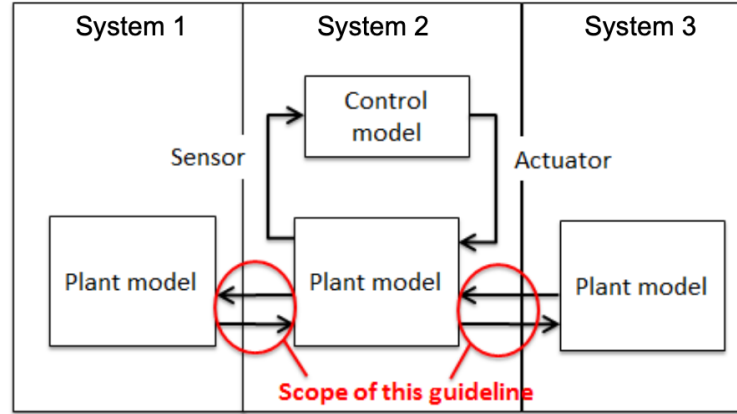 System 1
System 2
System 3
Control
model
Sensor
Actuator
Plant model
Plant model
Plant model
Scope of this guideline